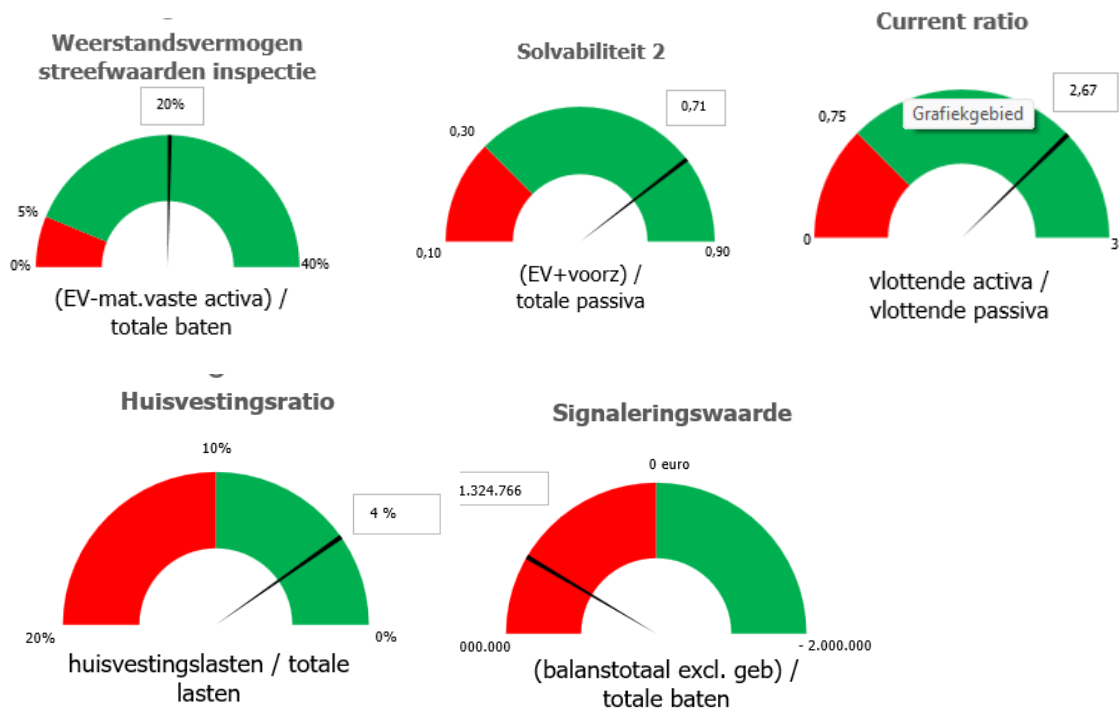 Weerstandsvermogen
streefwaarden inspectie
20%
5%
0%
40%
(EV-mat.vaste activa) /
totale baten
Solvabiliteit 2
0,71
0,30
0,10
0,90
(EV+voorz) /
totale passiva
Current ratio
2,67
0,75
Grafiekgebied
0
3
vlottende activa /
vlottende passiva
Huisvestingsratio
10%
4 %
20%
0%
huisvestingslasten / totale
lasten
Signaleringswaarde
0 euro
1.324.766
000.000
- 2.000.000
(balanstotaal excl. geb) /
totale baten